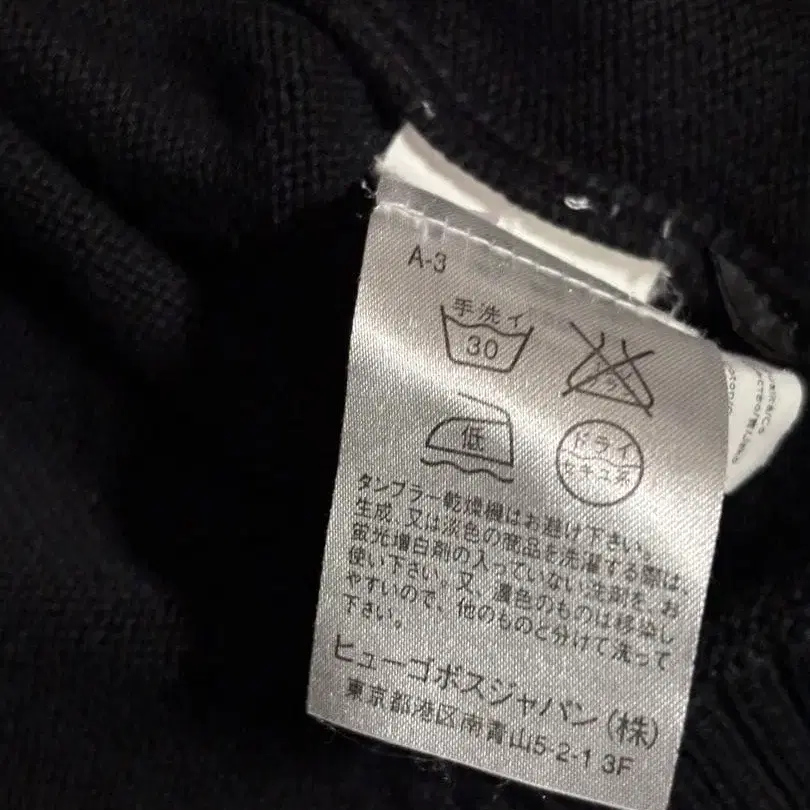 A-3
手洗イ
30
低
ドライ
セキユ系
タンブラー乾燥機はお避け下さい。
生成、又は淡色の商品を洗濯する際は、
蛍光増白剤の入っていない洗剤を、お
使い下さい。又、濃色のものは移染し
やすいので、他のものと分けて洗って
下さい。
ヒューゴボスジャパン(株)
東京都港区南青山5-2-1 3F